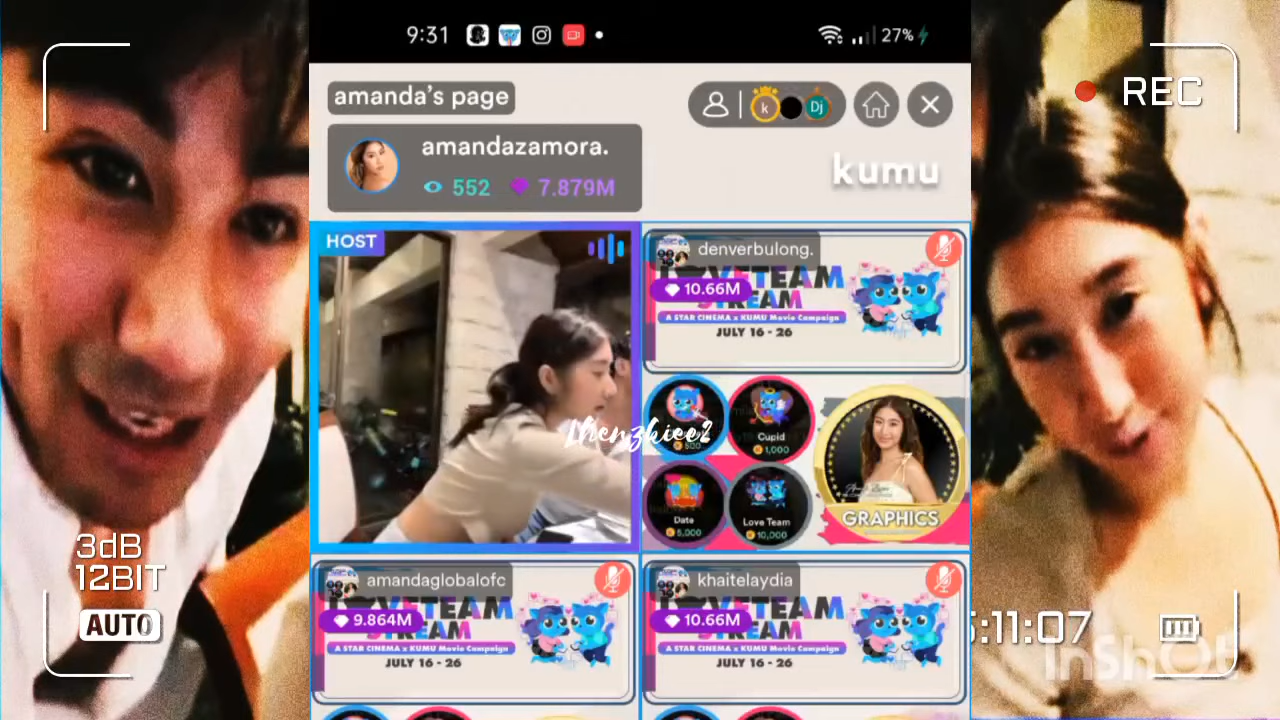 9:31
27%
amanda's page
k
Dj
REC
amandazamora.
552
7.879M
kumu
HOST
denverbulong.
10.66M
LOVETEAM
STREAM
A STAR CINEMA x KUMU Movie Campaign
JULY 16 - 26
Lhenzkiee2
500
Cupid
1,000
Date
5,000
Love Team
10,000
GRAPHICS
3dB
12BIT
AUTO
amandaglobalofc
9.864M
LOVETEAM
STREAM
A STAR CINEMA x KUMU Movie Campaign
JULY 16 - 26
khaitelaydia
10.66M
LOVETEAM
STREAM
A STAR CINEMA x KUMU Movie Campaign
JULY 16 - 26
:11:07
InShOt